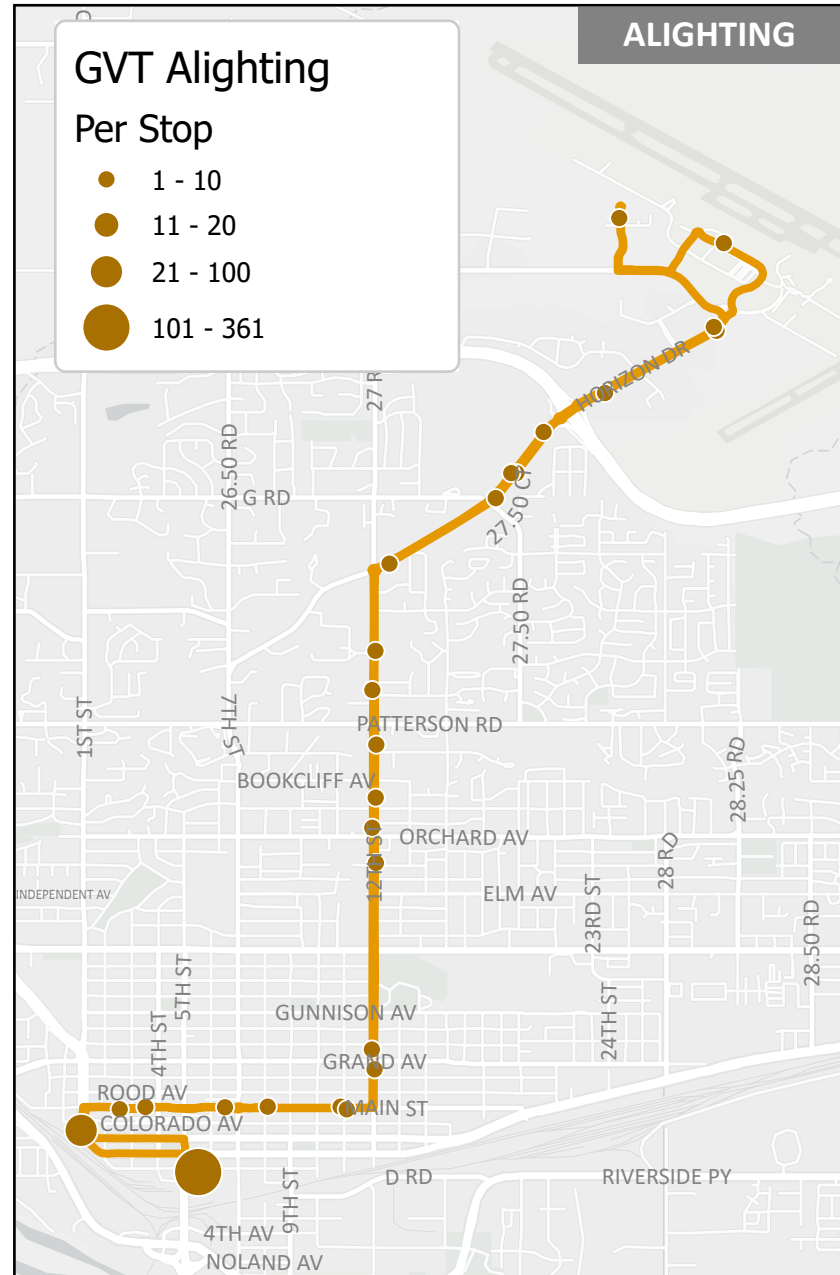 ALIGHTING
GVT Alighting
Per Stop
1 - 10
11 - 20
21 - 100
101 - 361
HORIZON DR
27 R
26.50 RD
G RD
27.50 CT
27.50 RD
1ST ST
7TH ST
PATTERSON RD
BOOKCLIFF AV
28.25 RD
12TH ST
ORCHARD AV
28 RD
INDEPENDENT AV
ELM AV
23RD ST
28.50 RD
5TH ST
4TH ST
GUNNISON AV
24TH ST
GRAND AV
ROOD AV
MAIN ST
COLORADO AV
9TH ST
D RD
RIVERSIDE PY
4TH AV
NOLAND AV